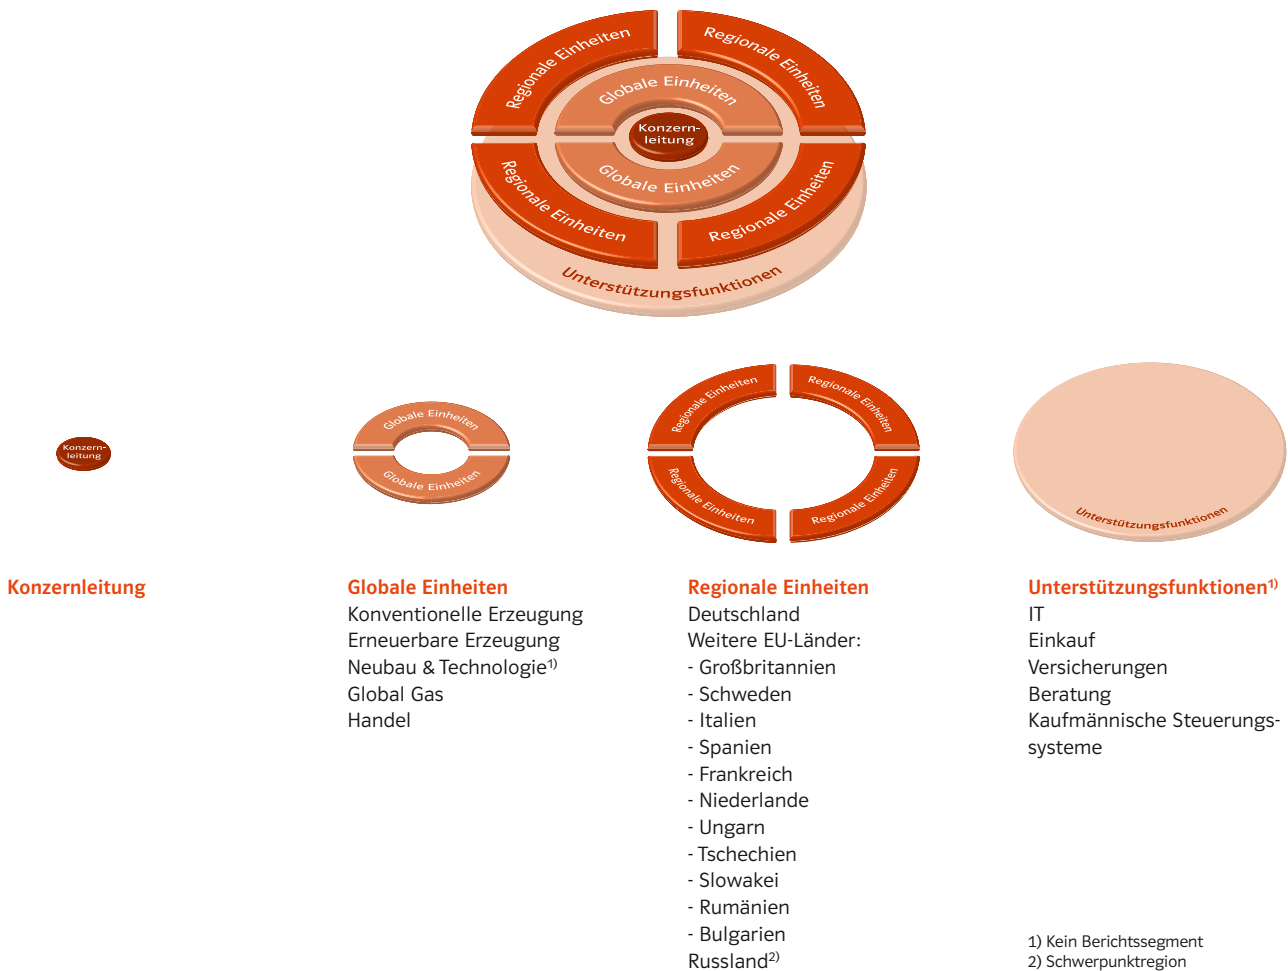 Regionale Einheiten
Regionale Einheiten
Globale Einheiten
Konzern-
leitung
Globale Einheiten
Regionale Einheiten
Regionale Einheiten
Unterstützungsfunktionen
Konzern-
leitung
Globale Einheiten
Globale Einheiten
Regionale Einheiten
Regionale Einheiten
Regionale Einheiten
Regionale Einheiten
Unterstützungsfunktionen
Konzernleitung
Globale Einheiten
Konventionelle Erzeugung
Erneuerbare Erzeugung
Neubau & Technologie1)
Global Gas
Handel
Regionale Einheiten
Deutschland
Weitere EU-Länder:
- Großbritannien
- Schweden
- Italien
- Spanien
- Frankreich
- Niederlande
- Ungarn
- Tschechien
- Slowakei
- Rumänien
- Bulgarien
Russland2)
Unterstützungsfunktionen1)
IT
Einkauf
Versicherungen
Beratung
Kaufmännische Steuerungs-
systeme
1) Kein Berichtssegment
2) Schwerpunktregion